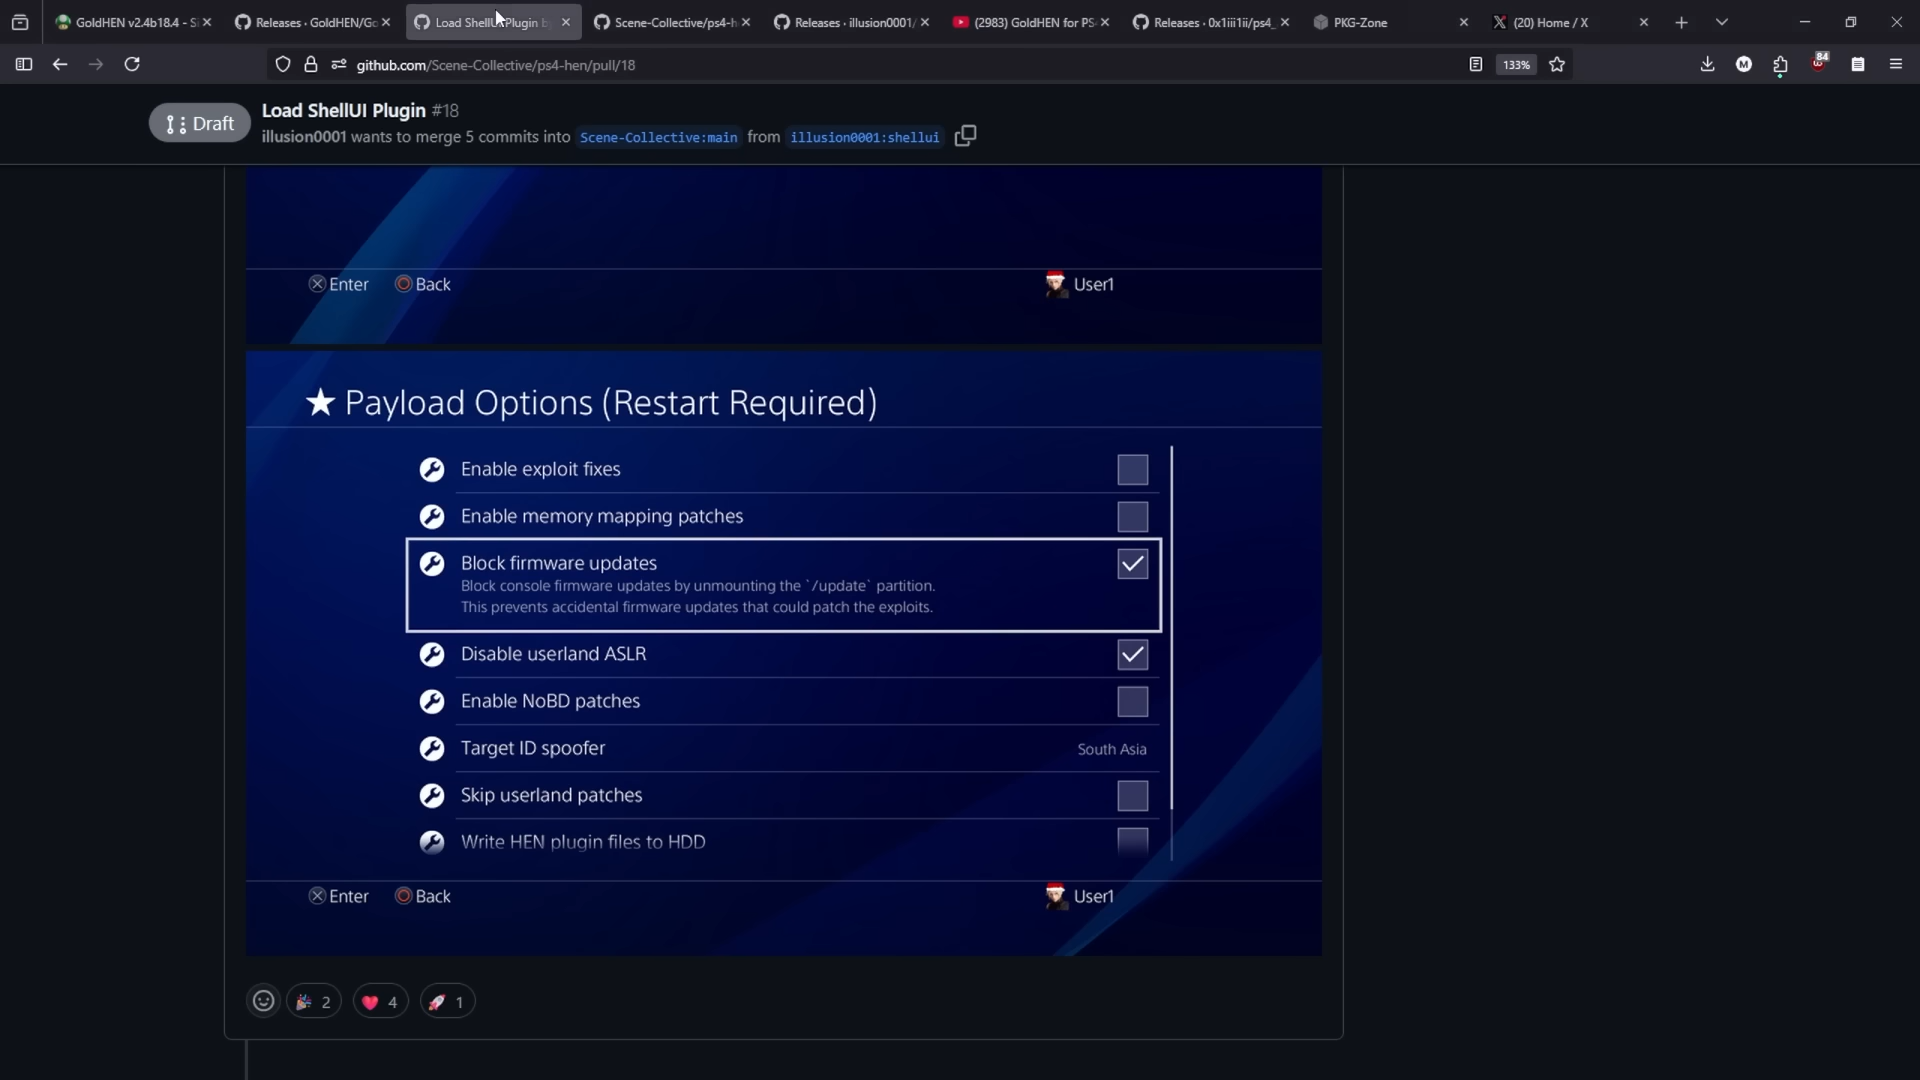 GoldHEN v2.4b18.4 - Si
Releases · GoldHEN/Go
Load ShellUI Plugin by
Scene-Collective/ps4-h
Releases · illusion0001/
(2983) GoldHEN for PS
Releases · 0x1iii1ii/ps4_
PKG-Zone
(20) Home / X
github.com/Scene-Collective/ps4-hen/pull/18
133%
84
Draft
Load ShellUI Plugin #18
illusion0001 wants to merge 5 commits into Scene-Collective:main from illusion0001:shellui
Enter Back User1
★ Payload Options (Restart Required)
Enable exploit fixes
Enable memory mapping patches
Block firmware updates
Block console firmware updates by unmounting the `/update` partition.
This prevents accidental firmware updates that could patch the exploits.
Disable userland ASLR
Enable NoBD patches
Target ID spoofer South Asia
Skip userland patches
Write HEN plugin files to HDD
Enter Back User1
2 4 1